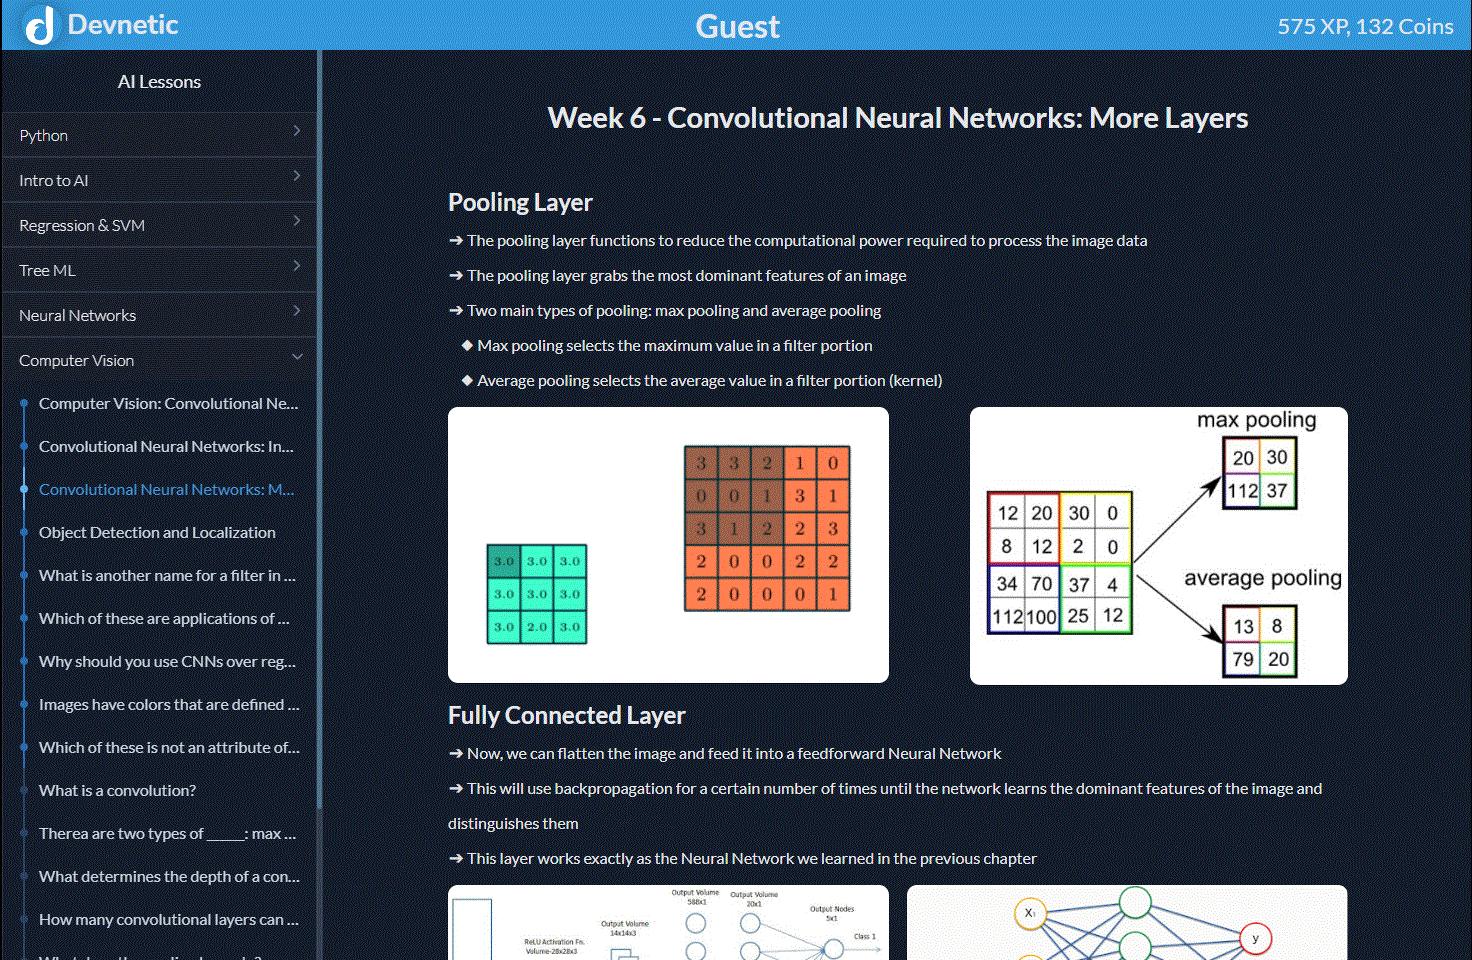 Devnetic
Guest
575 XP, 132 Coins
AI Lessons
Python
Intro to AI
Regression & SVM
Tree ML
Neural Networks
Computer Vision
Computer Vision: Convolutional Ne...
Convolutional Neural Networks: In...
Convolutional Neural Networks: M...
Object Detection and Localization
What is another name for a filter in ...
Which of these are applications of ...
Why should you use CNNs over reg...
Images have colors that are defined ...
Which of these is not an attribute of...
What is a convolution?
Therea are two types of _____: max ...
What determines the depth of a con...
How many convolutional layers can ...
Week 6 - Convolutional Neural Networks: More Layers
Pooling Layer
➔ The pooling layer functions to reduce the computational power required to process the image data
➔ The pooling layer grabs the most dominant features of an image
➔ Two main types of pooling: max pooling and average pooling
◆ Max pooling selects the maximum value in a filter portion
◆ Average pooling selects the average value in a filter portion (kernel)
3 3 2 1 0
0 0 1 3 1
3 1 2 2 3
2 0 0 2 2
2 0 0 0 1
3.0 3.0 3.0
3.0 3.0 3.0
3.0 2.0 3.0
max pooling
20 30
112 37
12 20 30 0
8 12 2 0
34 70 37 4
112 100 25 12
average pooling
13 8
79 20
Fully Connected Layer
➔ Now, we can flatten the image and feed it into a feedforward Neural Network
➔ This will use backpropagation for a certain number of times until the network learns the dominant features of the image and
distinguishes them
➔ This layer works exactly as the Neural Network we learned in the previous chapter
Output Volume
588x1
Output Volume
20x1
Output Nodes
5x1
Output Volume
14x14x3
ReLU Activation Fn.
Volume-28x28x3
Class 1
X1
y